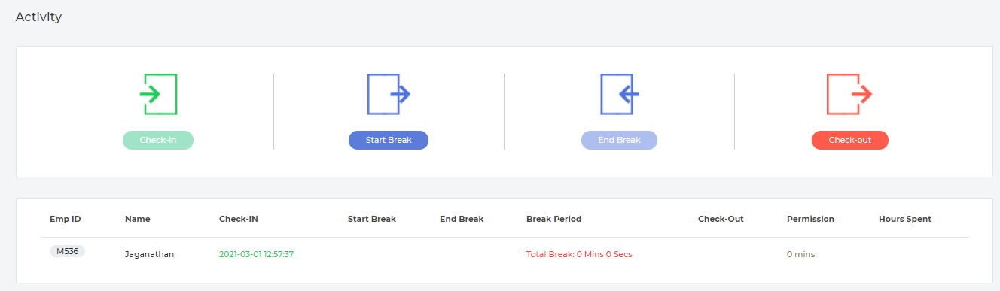 Activity
Check-In
Start Break
End Break
Check-out
Emp ID Name Check-IN Start Break End Break Break Period Check-Out Permission Hours Spent
M536 Jaganathan 2021-03-01 12:57:37 Total Break: 0 Mins 0 Secs 0 mins